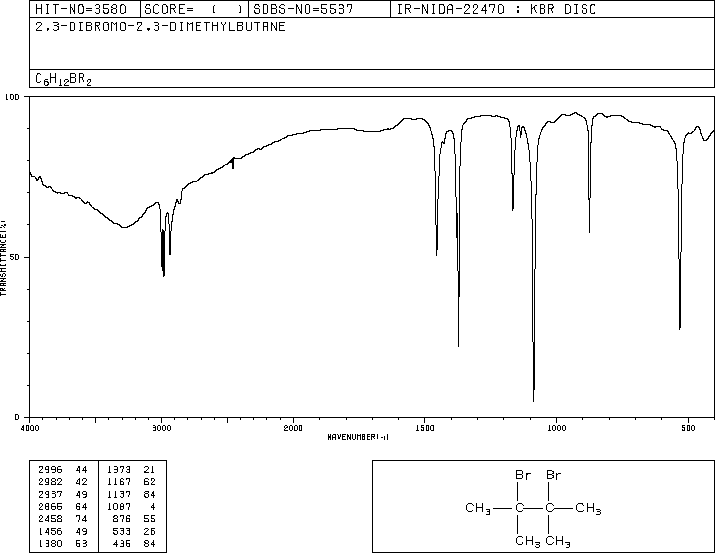 HIT-NO=3580 SCORE= ( ) SDBS-NO=5537 IR-NIDA-22470 : KBR DISC
2,3-DIBROMO-2,3-DIMETHYLBUTANE
C6H12BR2
100
50
0
TRANSMITTANCE(%)
4000 3000 2000 1500 1000 500
WAVENUMBER(-1)
2996 44 1373 21
2982 42 1167 62
2937 49 1137 84
2866 64 1087 4
2458 74 876 55
1456 49 533 26
1380 63 436 84
Br Br
CH3 C C CH3
CH3 CH3